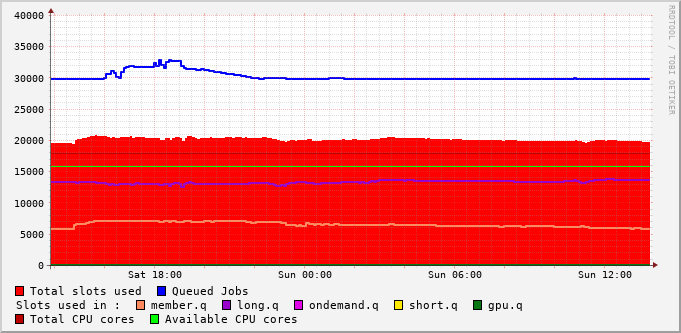 40000
35000
30000
25000
20000
15000
10000
5000
0
Sat 18:00 Sun 00:00 Sun 06:00 Sun 12:00
Total slots used Queued Jobs
Slots used in : member.q long.q ondemand.q short.q gpu.q
Total CPU cores Available CPU cores
RRDTOOL / TOBI OETIKER